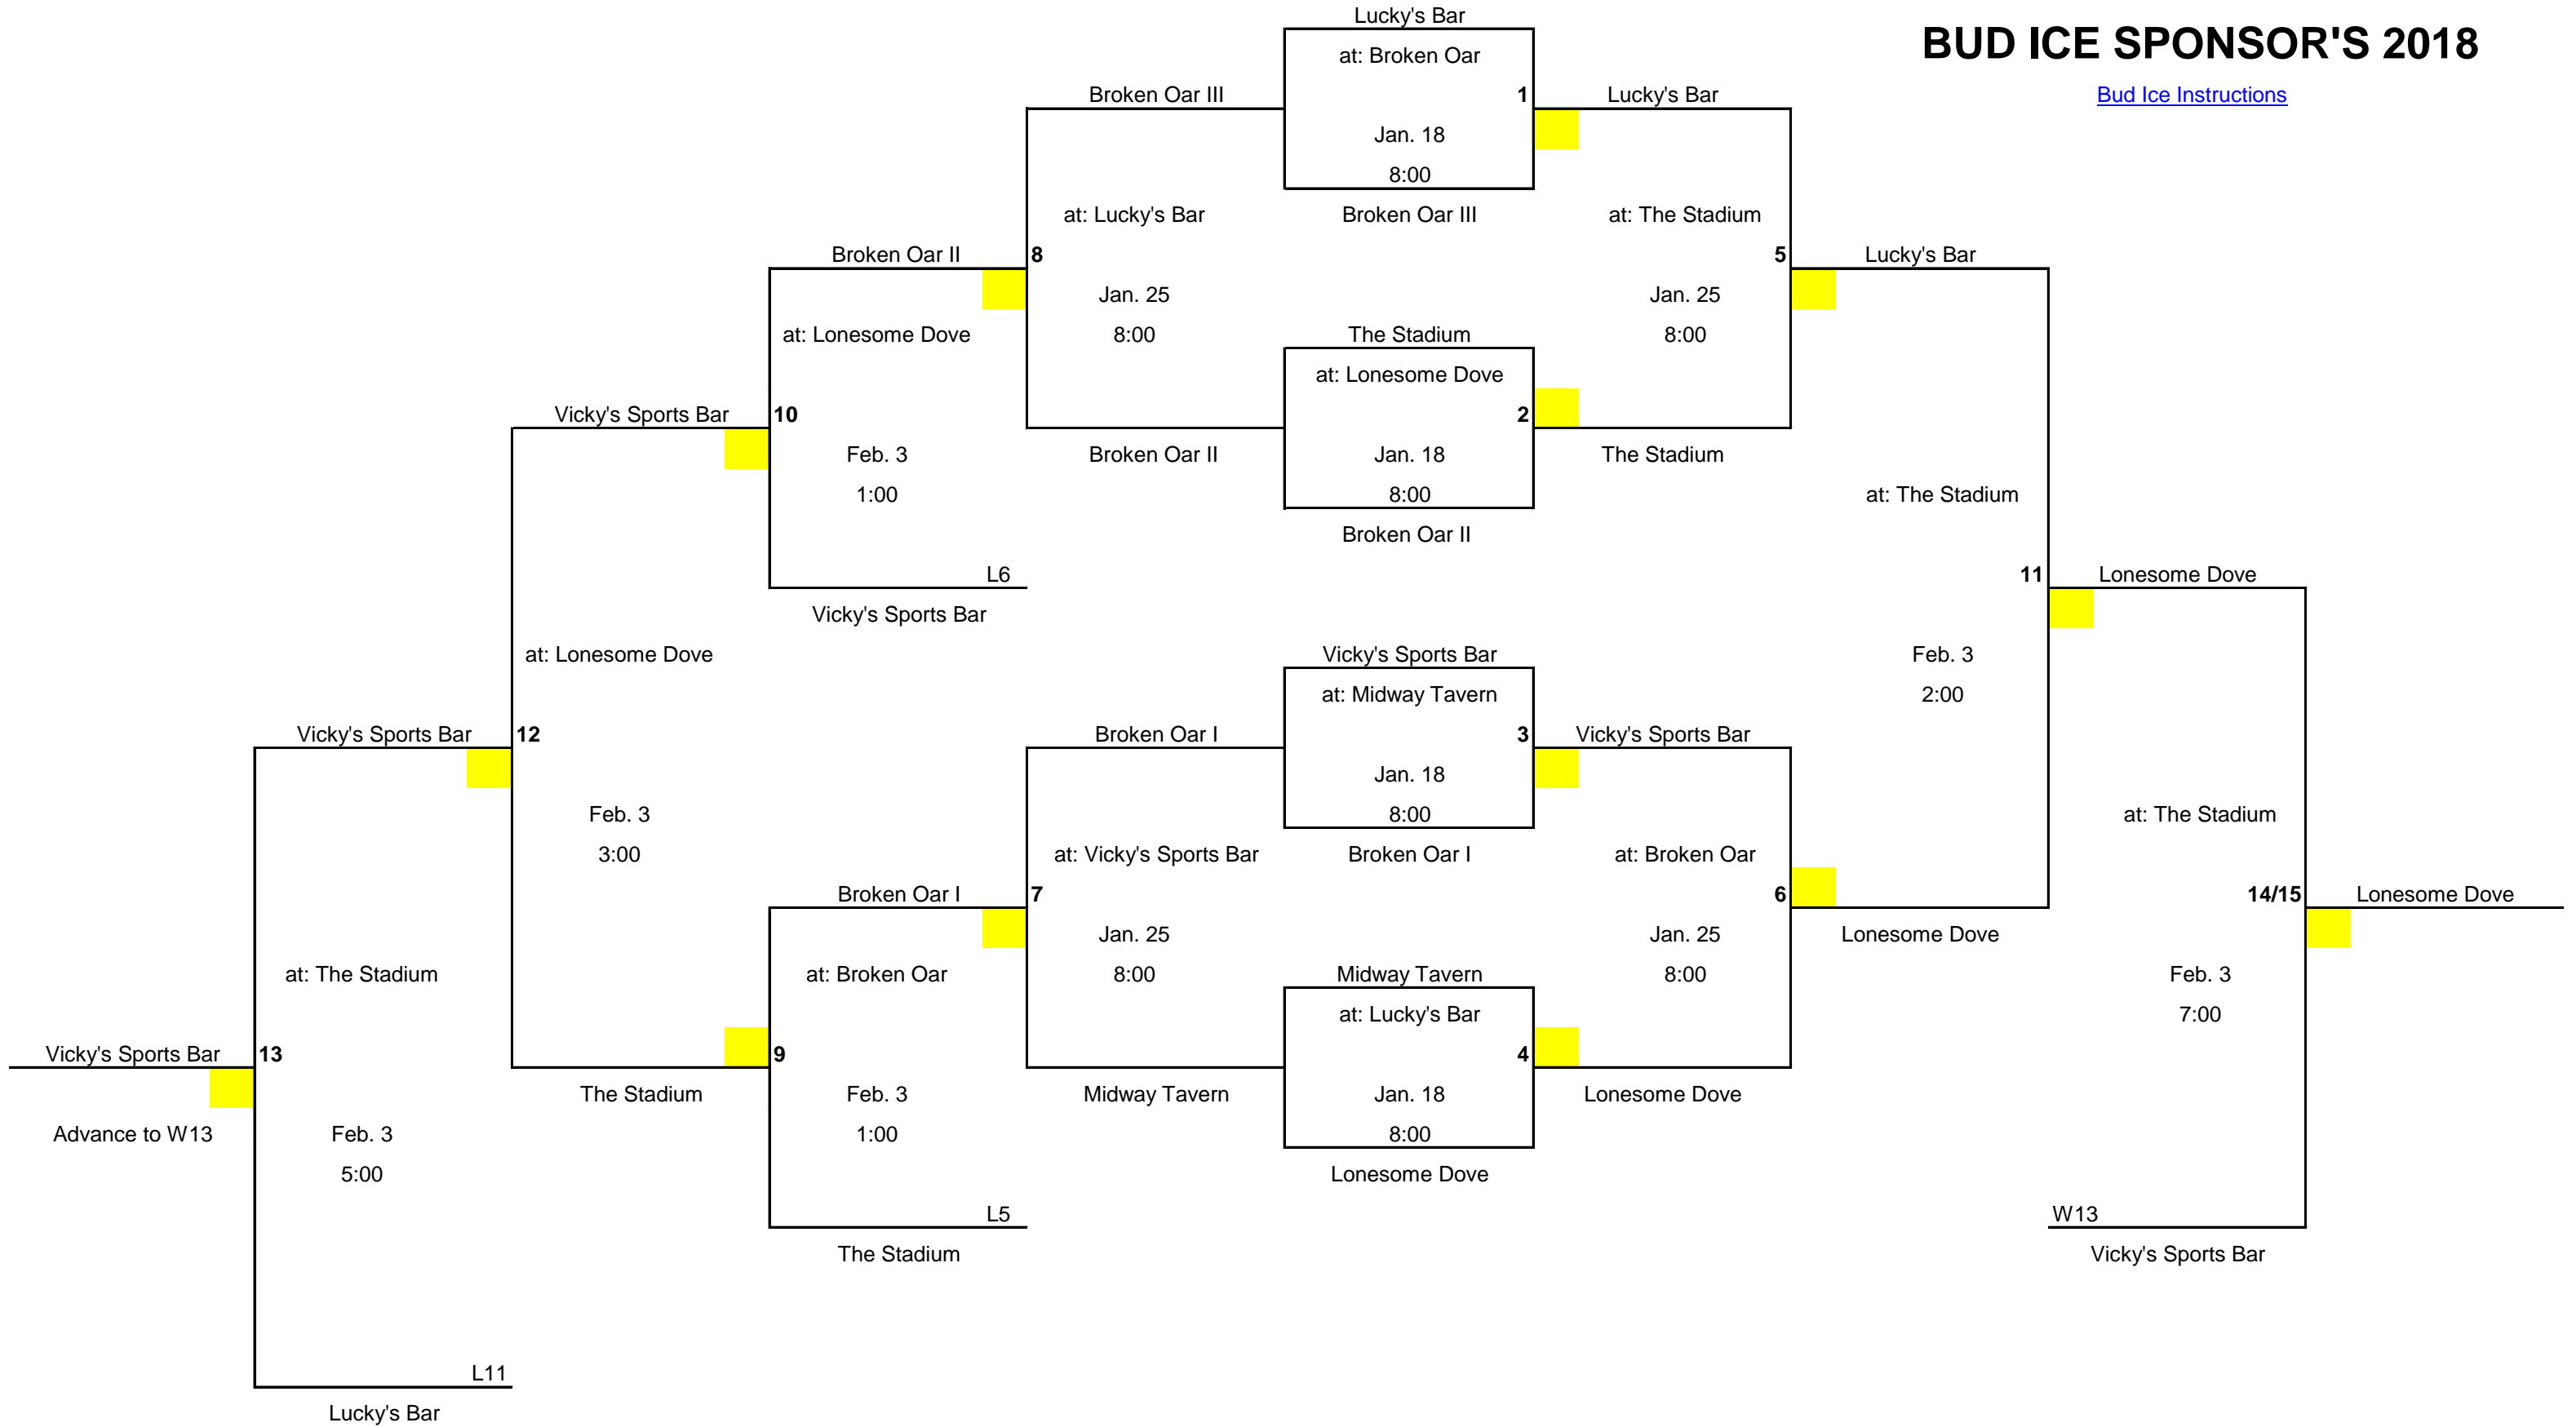 Lucky's Bar
BUD ICE SPONSOR'S 2018
at: Broken Oar
Broken Oar III
1
Lucky's Bar
Bud Ice Instructions
Jan. 18
8:00
at: Lucky's Bar
Broken Oar III
at: The Stadium
Broken Oar II
8
5
Lucky's Bar
Jan. 25
Jan. 25
at: Lonesome Dove
8:00
The Stadium
8:00
at: Lonesome Dove
Vicky's Sports Bar
10
2
Feb. 3
Broken Oar II
Jan. 18
The Stadium
1:00
8:00
at: The Stadium
Broken Oar II
L6
11
Lonesome Dove
Vicky's Sports Bar
at: Lonesome Dove
Vicky's Sports Bar
Feb. 3
at: Midway Tavern
2:00
Vicky's Sports Bar
12
Broken Oar I
3
Vicky's Sports Bar
Jan. 18
Feb. 3
8:00
at: The Stadium
3:00
at: Vicky's Sports Bar
Broken Oar I
at: Broken Oar
Broken Oar I
7
6
14/15
Lonesome Dove
Jan. 25
Jan. 25
Lonesome Dove
at: The Stadium
at: Broken Oar
8:00
Midway Tavern
8:00
Feb. 3
at: Lucky's Bar
7:00
Vicky's Sports Bar
13
9
4
The Stadium
Feb. 3
Midway Tavern
Jan. 18
Lonesome Dove
Advance to W13
Feb. 3
1:00
8:00
5:00
Lonesome Dove
L5
W13
The Stadium
Vicky's Sports Bar
L11
Lucky's Bar